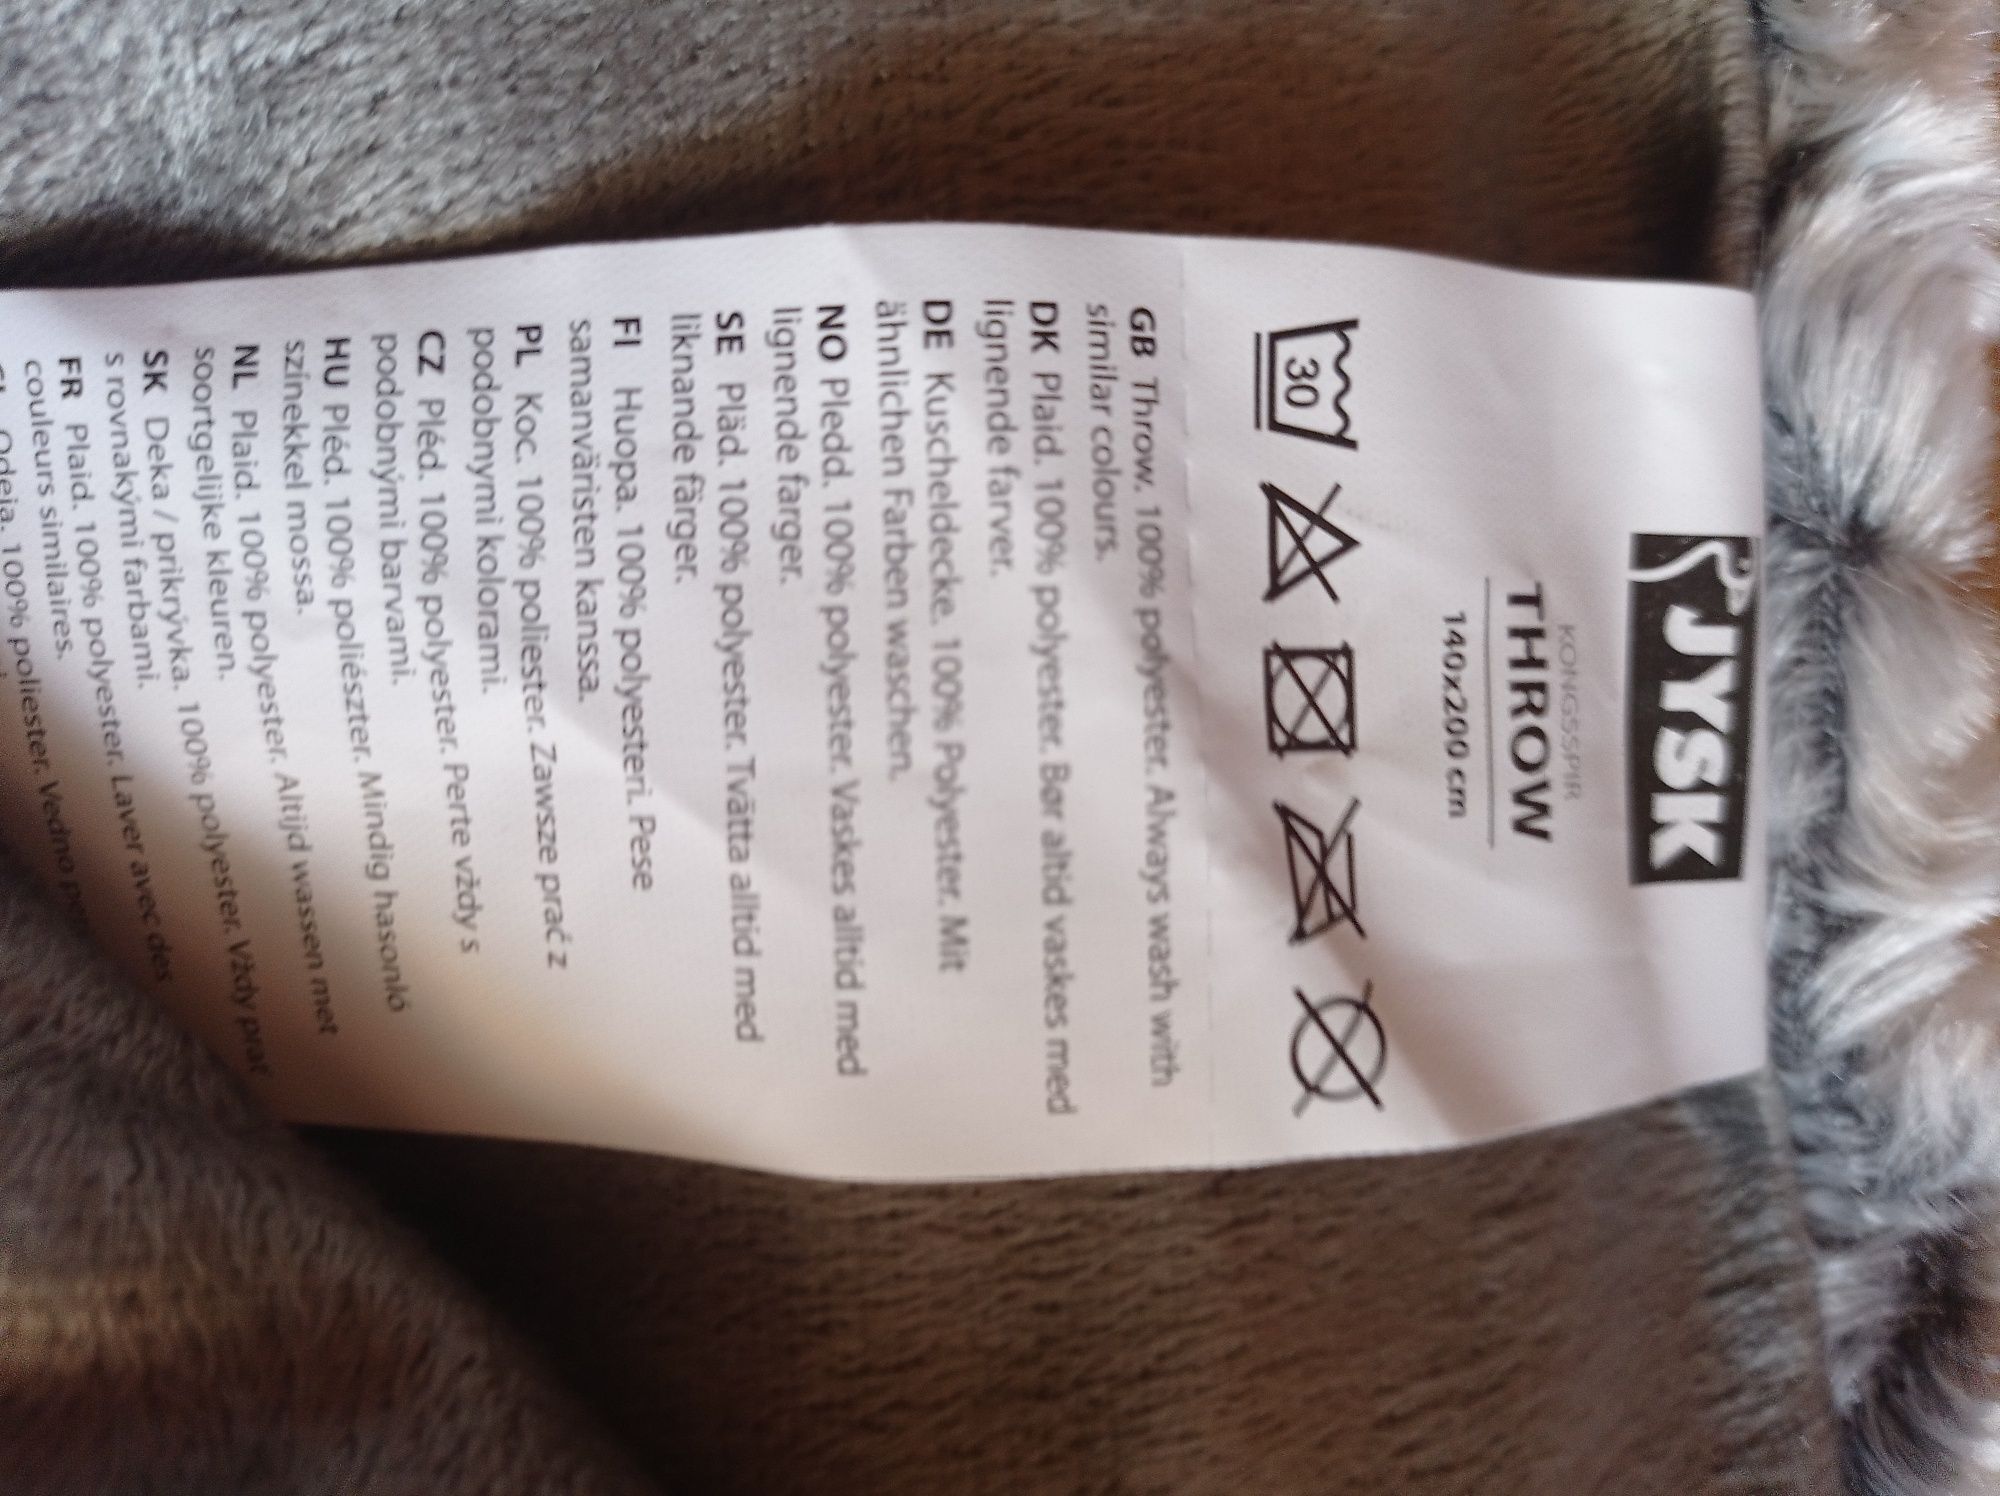 JYSK
KONGSSPIR
THROW
140x200 cm
30
GB Throw. 100% polyester. Always wash with
similar colours.
DK Plaid. 100% polyester. Bør altid vaskes med
lignende farver.
DE Kuscheldecke. 100% Polyester. Mit
ähnlichen Farben waschen.
NO Pledd. 100% polyester. Vaskes alltid med
lignende farger.
SE Pläd. 100% polyester. Tvätta alltid med
liknande färger.
FI Huopa. 100% polyesteri. Pese
samanväristen kanssa.
PL Koc. 100% poliester. Zawsze prać z
podobnymi kolorami.
CZ Pléd. 100% polyester. Perte vždy s
podobnými barvami.
HU Pléd. 100% poliészter. Mindig hasonló
színekkel mossa.
NL Plaid. 100% polyester. Altijd wassen met
soortgelijke kleuren.
SK Deka / prikrývka. 100% polyester. Vždy prať
s rovnakými farbami.
FR Plaid. 100% polyester. Laver avec des
couleurs similaires.
Odeja. 100% poliester. Vedno